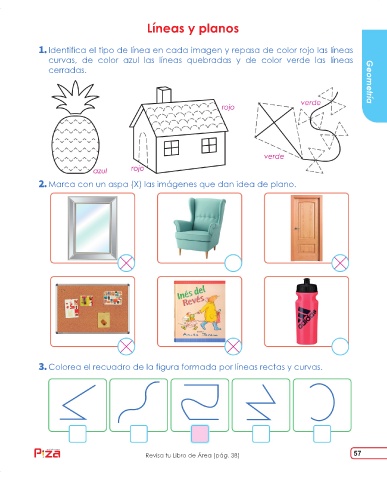 Líneas y planos
1. Identifica el tipo de línea en cada imagen y repasa de color rojo las líneas
curvas, de color azul las líneas quebradas y de color verde las líneas
cerradas.
Geometría
rojo
verde
verde
azul
rojo
2. Marca con un aspa (X) las imágenes que dan idea de plano.
Inés del
Revés
adidas
3. Colorea el recuadro de la figura formada por líneas rectas y curvas.
Piza
Revisa tu Libro de Área (pág. 38)
57